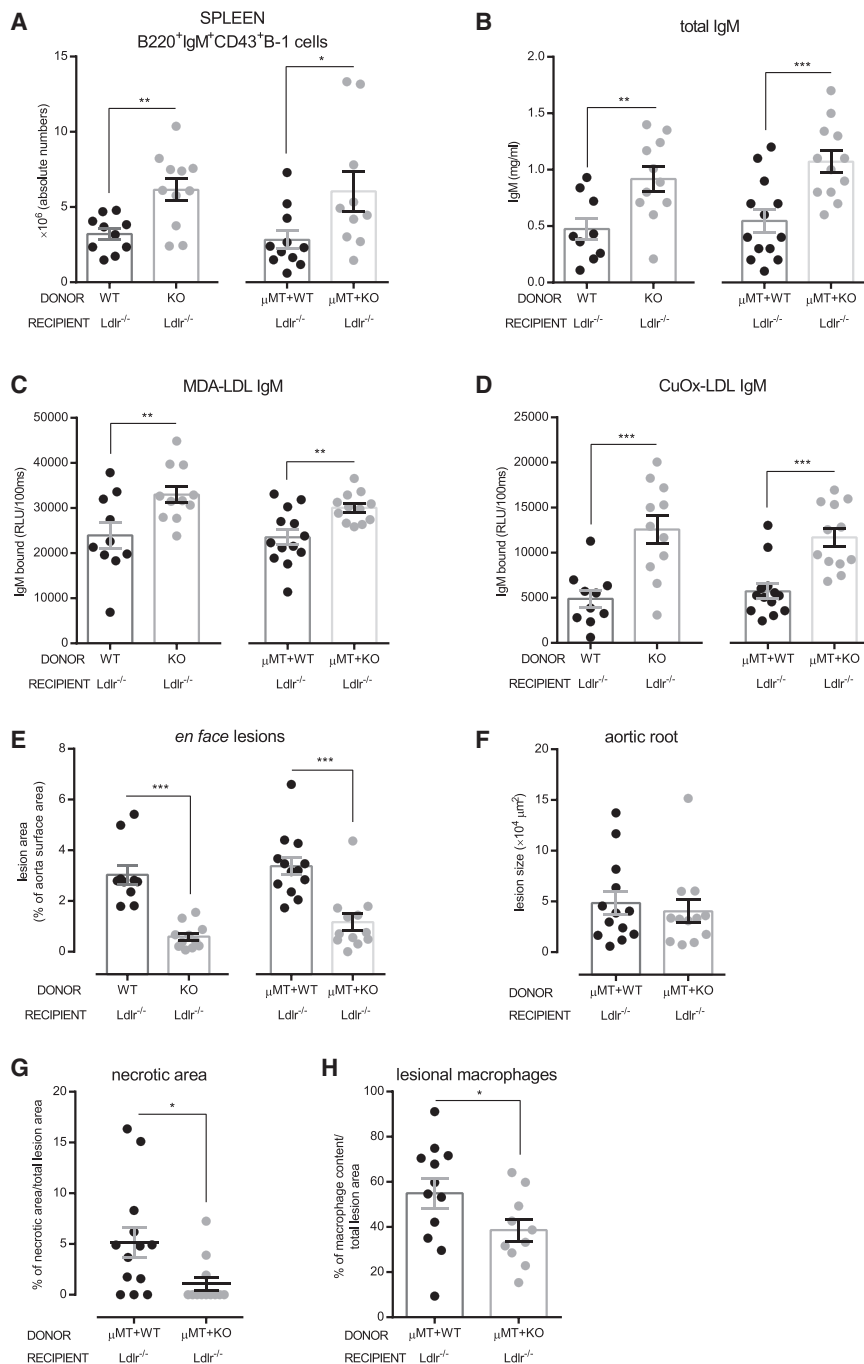 A
SPLEEN
B220+IgM+CD43+B-1 cells
×10⁶ (absolute numbers)
15
10
5
0
**
*
DONOR WT KO μMT+WT μMT+KO
RECIPIENT Ldlr-/- Ldlr-/- Ldlr-/- Ldlr-/-
B
total IgM
IgM (mg/ml)
2.0
1.5
1.0
0.5
0.0
**
***
DONOR WT KO μMT+WT μMT+KO
RECIPIENT Ldlr-/- Ldlr-/- Ldlr-/- Ldlr-/-
C
MDA-LDL IgM
IgM bound (RLU/100ms)
50000
40000
30000
20000
10000
0
**
**
DONOR WT KO μMT+WT μMT+KO
RECIPIENT Ldlr-/- Ldlr-/- Ldlr-/- Ldlr-/-
D
CuOx-LDL IgM
IgM bound (RLU/100ms)
25000
20000
15000
10000
5000
0
***
***
DONOR WT KO μMT+WT μMT+KO
RECIPIENT Ldlr-/- Ldlr-/- Ldlr-/- Ldlr-/-
E
en face lesions
lesion area
(% of aorta surface area)
8
6
4
2
0
***
***
DONOR WT KO μMT+WT μMT+KO
RECIPIENT Ldlr-/- Ldlr-/- Ldlr-/- Ldlr-/-
F
aortic root
lesion size (×10⁴ μm²)
20
15
10
5
0
DONOR μMT+WT μMT+KO
RECIPIENT Ldlr-/- Ldlr-/-
G
necrotic area
% of necrotic area/total lesion area
20
15
10
5
0
*
DONOR μMT+WT μMT+KO
RECIPIENT Ldlr-/- Ldlr-/-
H
lesional macrophages
% of macrophage content/
total lesion area
100
80
60
40
20
0
*
DONOR μMT+WT μMT+KO
RECIPIENT Ldlr-/- Ldlr-/-